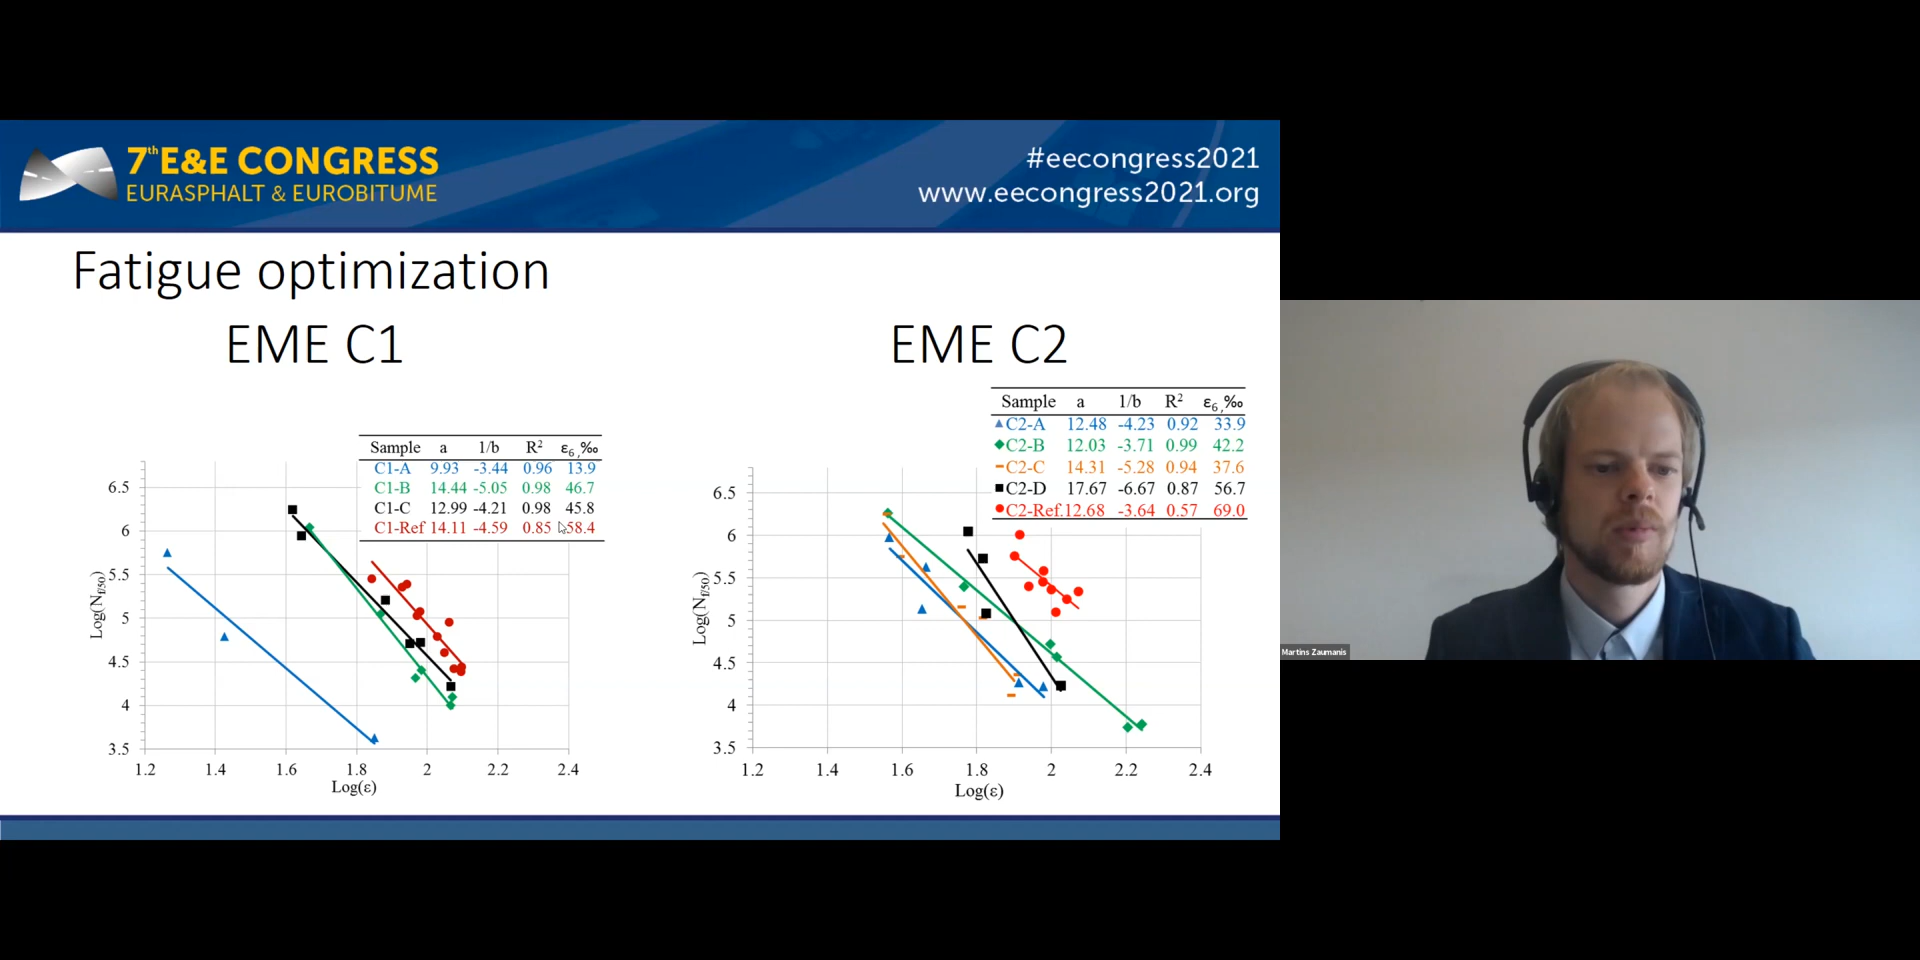 7th E&E CONGRESS
EURASPHALT & EUROBITUME
#eecongress2021
www.eecongress2021.org
Fatigue optimization
EME C1
Sample a 1/b R² ε₆,‰
C1-A 9.93 -3.44 0.96 13.9
C1-B 14.44 -5.05 0.98 46.7
C1-C 12.99 -4.21 0.98 45.8
C1-Ref 14.11 -4.59 0.85 58.4
Log(Nf/50)
6.5
6
5.5
5
4.5
4
3.5
1.2 1.4 1.6 1.8 2 2.2 2.4
Log(ε)
EME C2
Sample a 1/b R² ε₆,‰
C2-A 12.48 -4.23 0.92 33.9
C2-B 12.03 -3.71 0.99 42.2
C2-C 14.31 -5.28 0.94 37.6
C2-D 17.67 -6.67 0.87 56.7
C2-Ref. 12.68 -3.64 0.57 69.0
Log(Nf/50)
6.5
6
5.5
5
4.5
4
3.5
1.2 1.4 1.6 1.8 2 2.2 2.4
Log(ε)
Martins Zaumanis